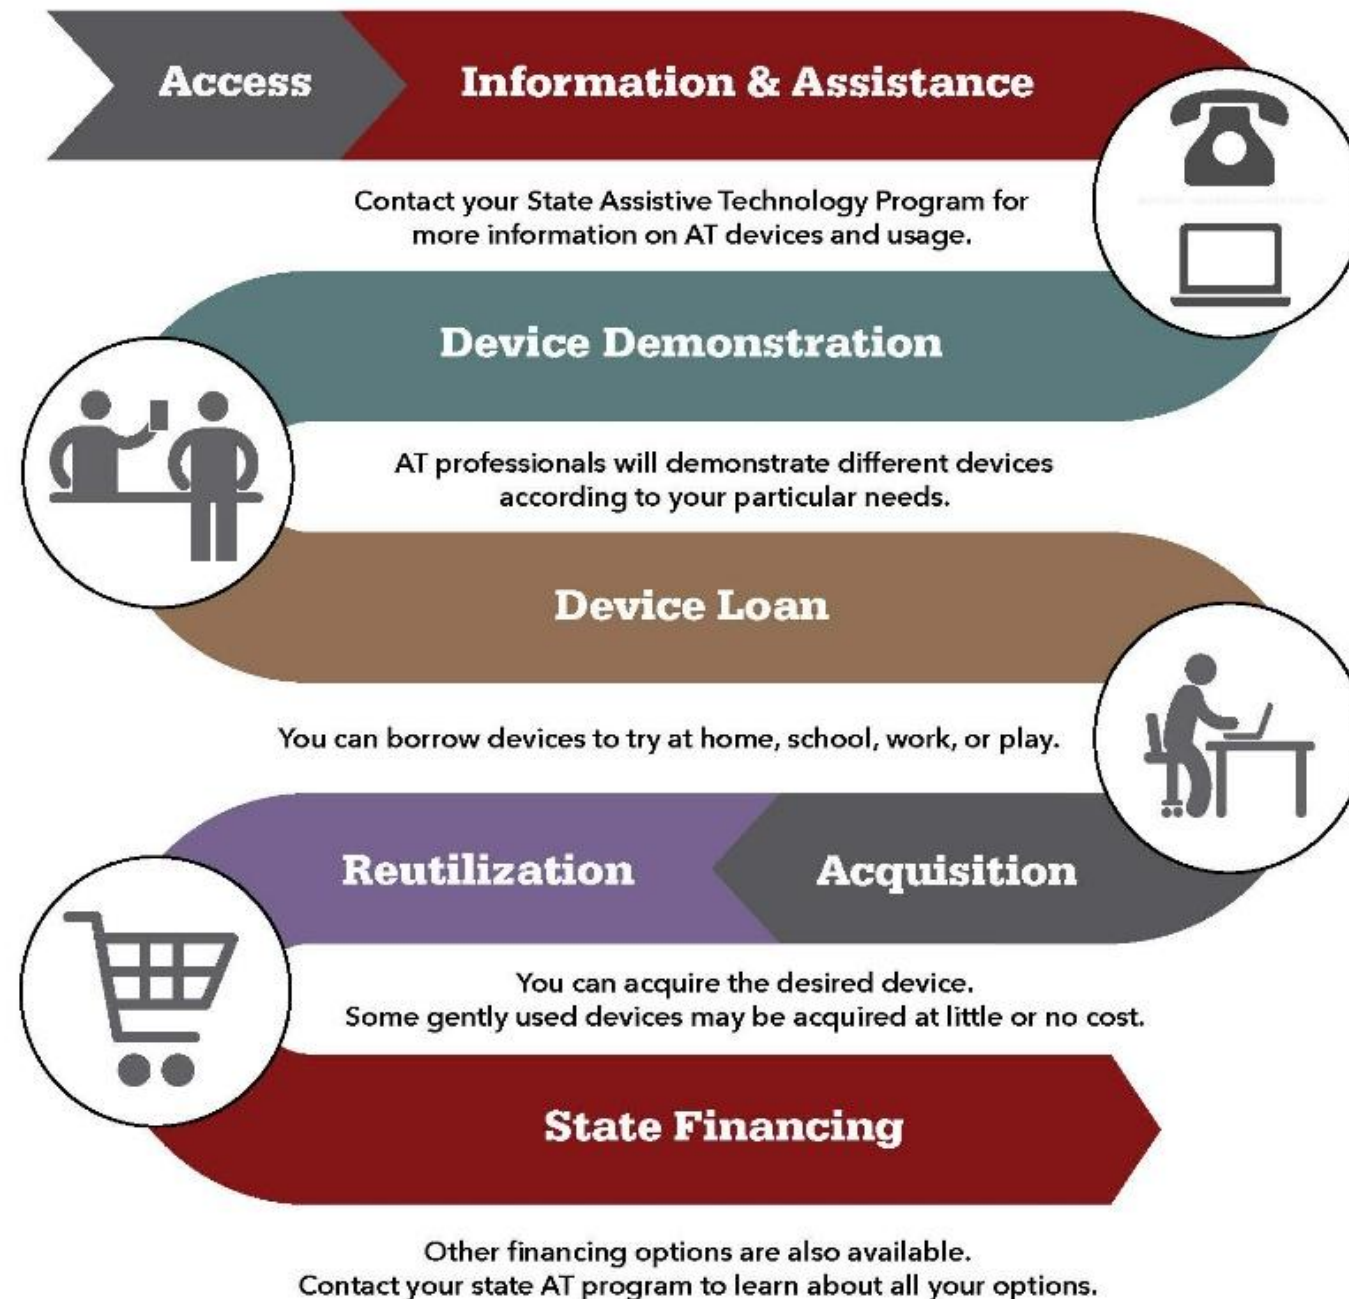 Access
Information & Assistance
Contact your State Assistive Technology Program for
more information on AT devices and usage.
Device Demonstration
AT professionals will demonstrate different devices
according to your particular needs.
Device Loan
You can borrow devices to try at home, school, work, or play.
Acquisition
Reutilization
You can acquire the desired device.
Some gently used devices may be acquired at little or no cost.
State Financing
Other financing options are also available.
Contact your state AT program to learn about all your options.